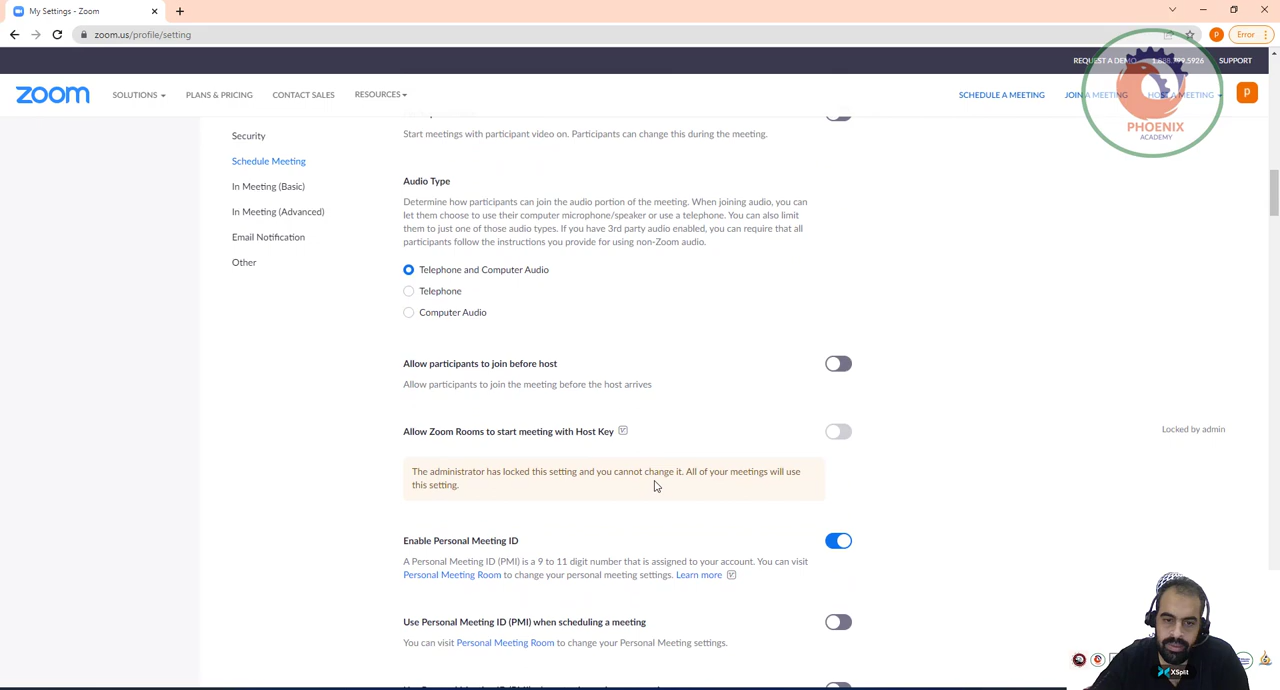 My Settings - Zoom
zoom.us/profile/setting
P
Error
REQUEST A DEMO 1.888.799.5926 SUPPORT
zoom SOLUTIONS PLANS & PRICING CONTACT SALES RESOURCES SCHEDULE A MEETING JOIN A MEETING HOST A MEETING P
PHOENIX
ACADEMY
Security
Schedule Meeting
In Meeting (Basic)
In Meeting (Advanced)
Email Notification
Other
Start meetings with participant video on. Participants can change this during the meeting.
Audio Type
Determine how participants can join the audio portion of the meeting. When joining audio, you can
let them choose to use their computer microphone/speaker or use a telephone. You can also limit
them to just one of those audio types. If you have 3rd party audio enabled, you can require that all
participants follow the instructions you provide for using non-Zoom audio.
Telephone and Computer Audio
Telephone
Computer Audio
Allow participants to join before host
Allow participants to join the meeting before the host arrives
Allow Zoom Rooms to start meeting with Host Key
Locked by admin
The administrator has locked this setting and you cannot change it. All of your meetings will use
this setting.
Enable Personal Meeting ID
A Personal Meeting ID (PMI) is a 9 to 11 digit number that is assigned to your account. You can visit
Personal Meeting Room to change your personal meeting settings. Learn more
Use Personal Meeting ID (PMI) when scheduling a meeting
You can visit Personal Meeting Room to change your Personal Meeting settings.
XSplit